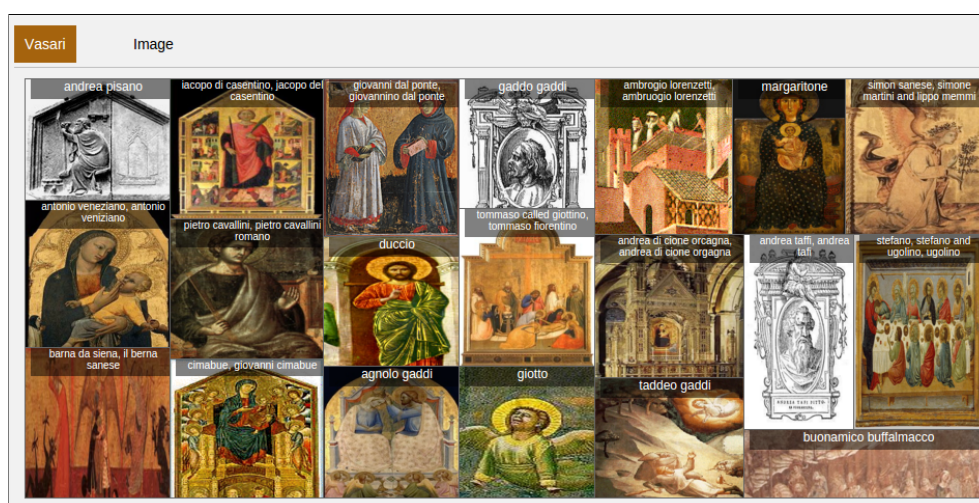 Vasari
Image
andrea pisano
iacopo di casentino, jacopo del
casentino
giovanni dal ponte,
giovannino dal ponte
gaddo gaddi
ambrogio lorenzetti,
ambruogio lorenzetti
margaritone
simon sanese, simone
martini and lippo memmi
antonio veneziano, antonio
veniziano
pietro cavallini, pietro cavallini
romano
duccio
tommaso called giottino,
tommaso fiorentino
andrea di cione orcagna,
andrea di cione orgagna
andrea taffi, andrea
tafi
stefano, stefano and
ugolino, ugolino
barna da siena, il berna
sanese
cimabue, giovanni cimabue
agnolo gaddi
giotto
taddeo gaddi
buonamico buffalmacco